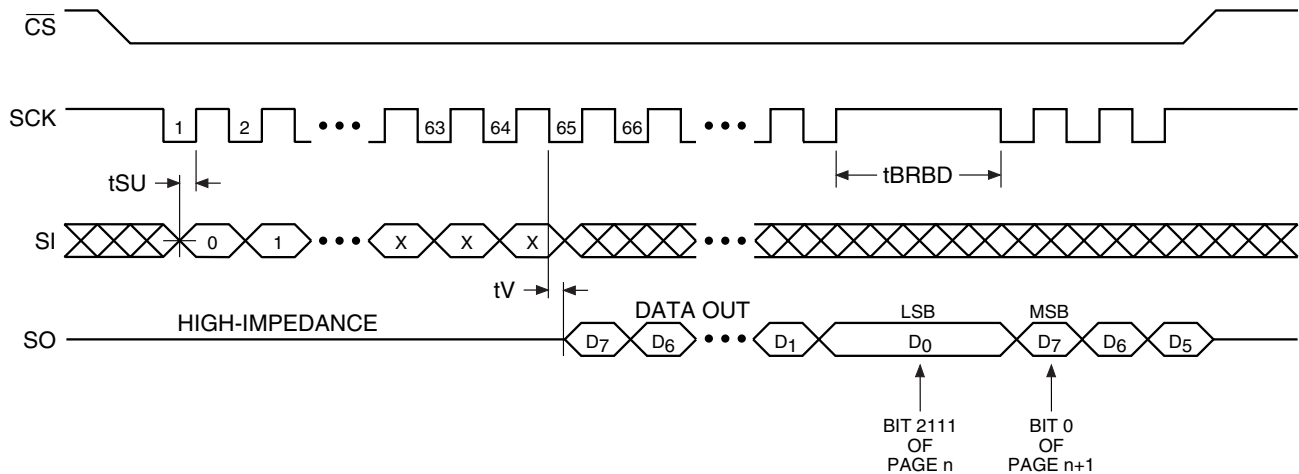 CS
SCK
1 2 63 64 65 66
tSU
tBRBD
SI
0 1 X X X
tV
HIGH-IMPEDANCE
DATA OUT
LSB
MSB
SO
D7 D6 D1 D0 D7 D6 D5
BIT 2111
OF
PAGE n
BIT 0
OF
PAGE n+1